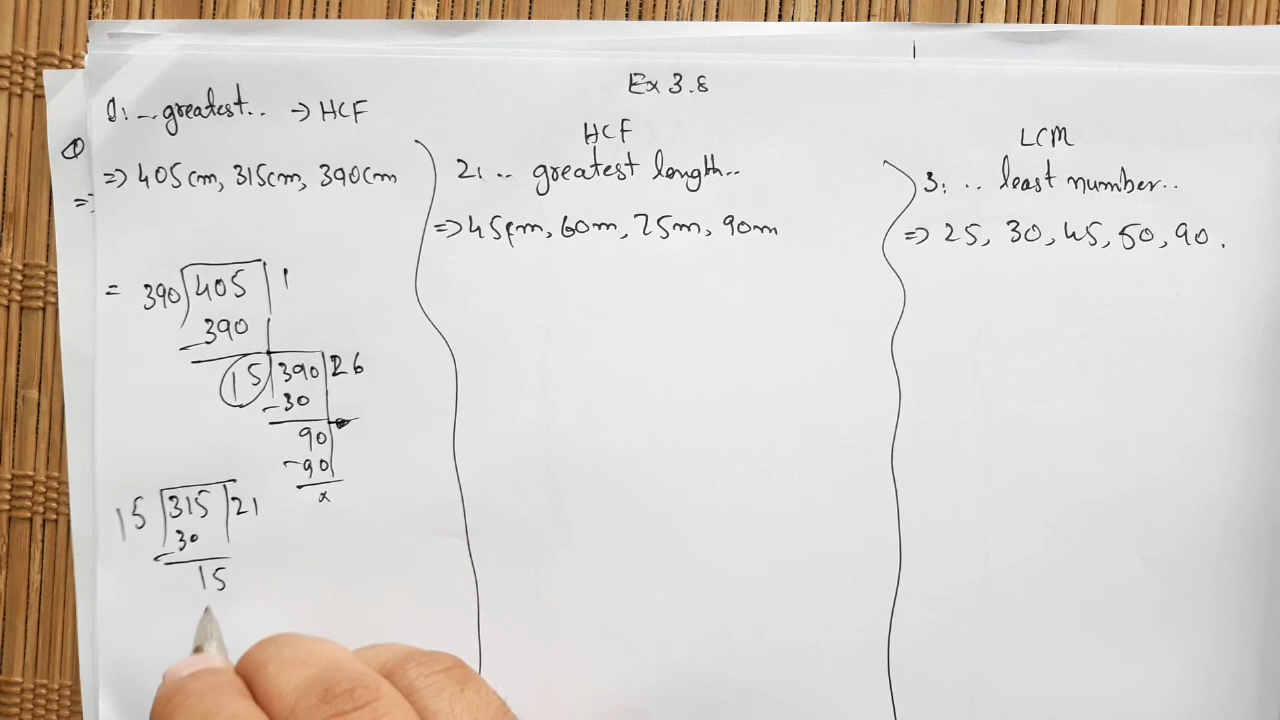 Ex 3.8
1: .. greatest.. → HCF
①
⇒ 405cm, 315cm, 390cm
⇒
= 390 405 1
390
15 390 26
-30
90
-90
x
15 315 21
30
15
HCF
2: .. greatest length..
⇒ 45m, 60m, 75m, 90m
LCM
3: .. least number..
⇒ 25, 30, 45, 50, 90.